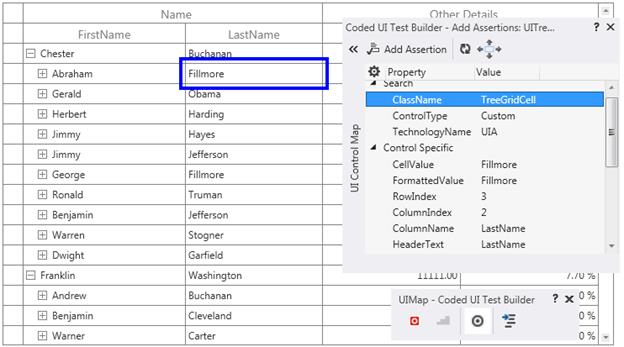 Name Other Details
FirstName LastName
Chester Buchanan
Abraham Fillmore
Gerald Obama
Herbert Harding
Jimmy Hayes
Jimmy Jefferson
George Fillmore
Ronald Truman
Benjamin Jefferson
Warren Stogner
Dwight Garfield
Franklin Washington 11111.00 7.70 %
Andrew Buchanan 0 %
Benjamin Cleveland 0 %
Warner Carter 0 %
Coded UI Test Builder - Add Assertions: UITre... ? ×
« Add Assertion
UI Control Map
Property Value
Search
ClassName TreeGridCell
ControlType Custom
TechnologyName UIA
Control Specific
CellValue Fillmore
FormattedValue Fillmore
RowIndex 3
ColumnIndex 2
ColumnName LastName
HeaderText LastName
UIMap - Coded UI Test Builder ? ×